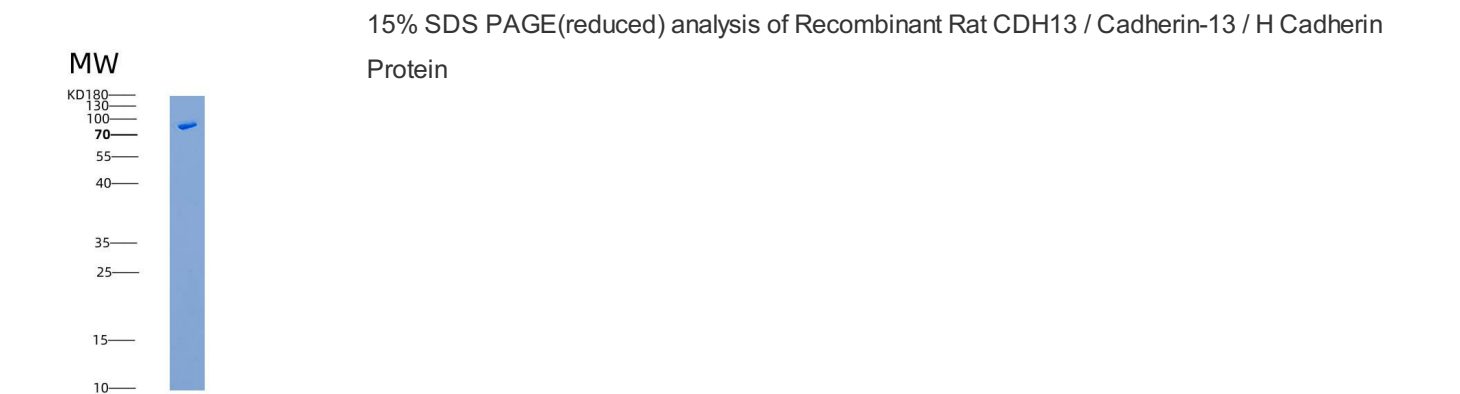 15% SDS PAGE(reduced) analysis of Recombinant Rat CDH13 / Cadherin-13 / H Cadherin
Protein
MW
KD180
130
100
70
55
40
35
25
15
10